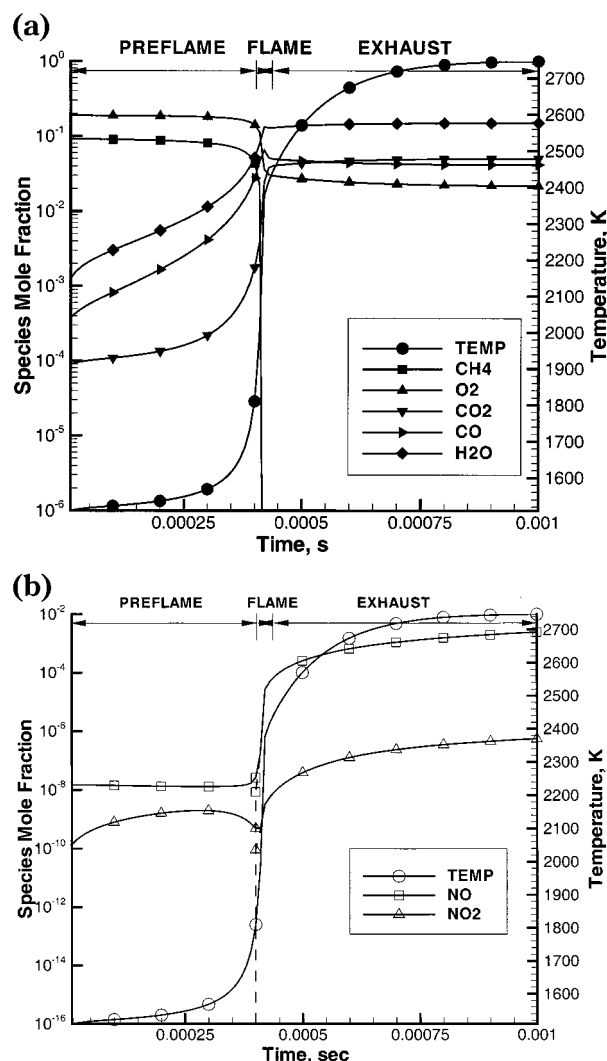 (a)
PREFLAME FLAME EXHAUST
Species Mole Fraction
10^0
10^-1
10^-2
10^-3
10^-4
10^-5
10^-6
Temperature, K
2700
2600
2500
2400
2300
2200
2100
2000
1900
1800
1700
1600
TEMP
CH4
O2
CO2
CO
H2O
0.00025 0.0005 0.00075 0.001
Time, s
(b)
PREFLAME FLAME EXHAUST
Species Mole Fraction
10^-2
10^-4
10^-6
10^-8
10^-10
10^-12
10^-14
10^-16
Temperature, K
2700
2600
2500
2400
2300
2200
2100
2000
1900
1800
1700
1600
TEMP
NO
NO2
0.00025 0.0005 0.00075 0.001
Time, sec